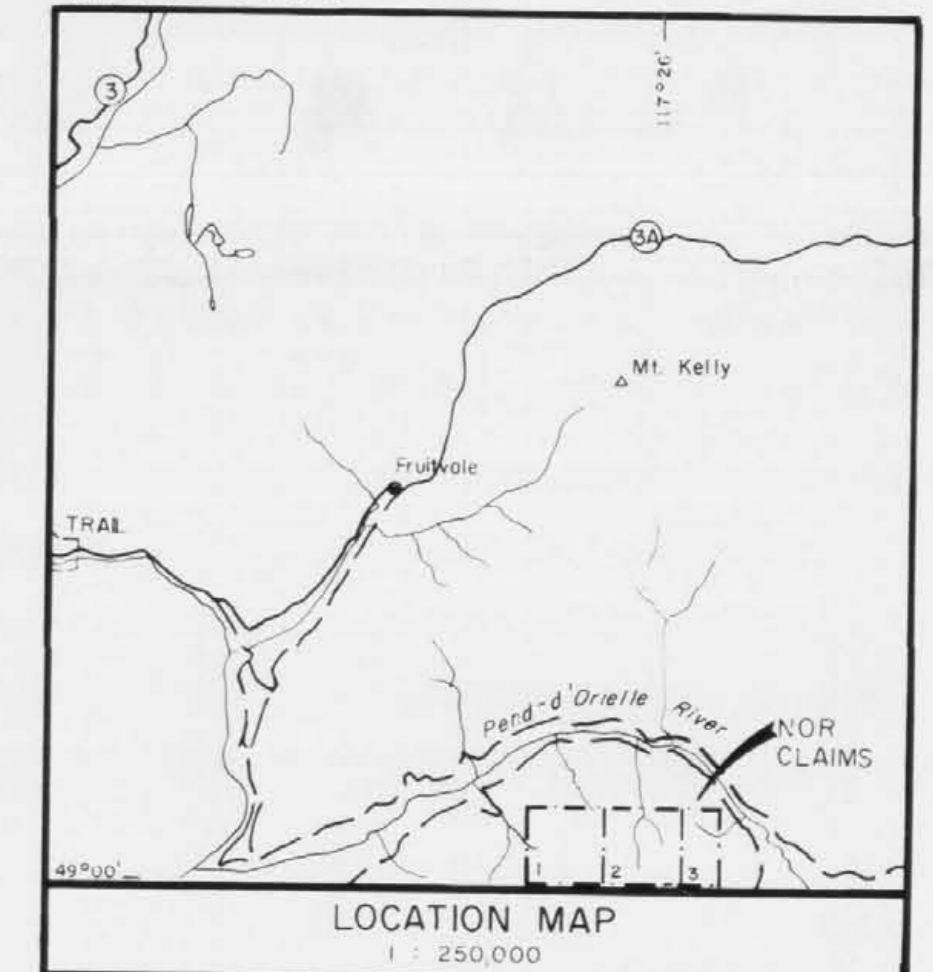 3
117°26'
3A
Mt. Kelly
Fruitvale
TRAIL
Pend-d'Orielle River
NOR
CLAIMS
49°00'
1
2
3
LOCATION MAP
1 : 250,000